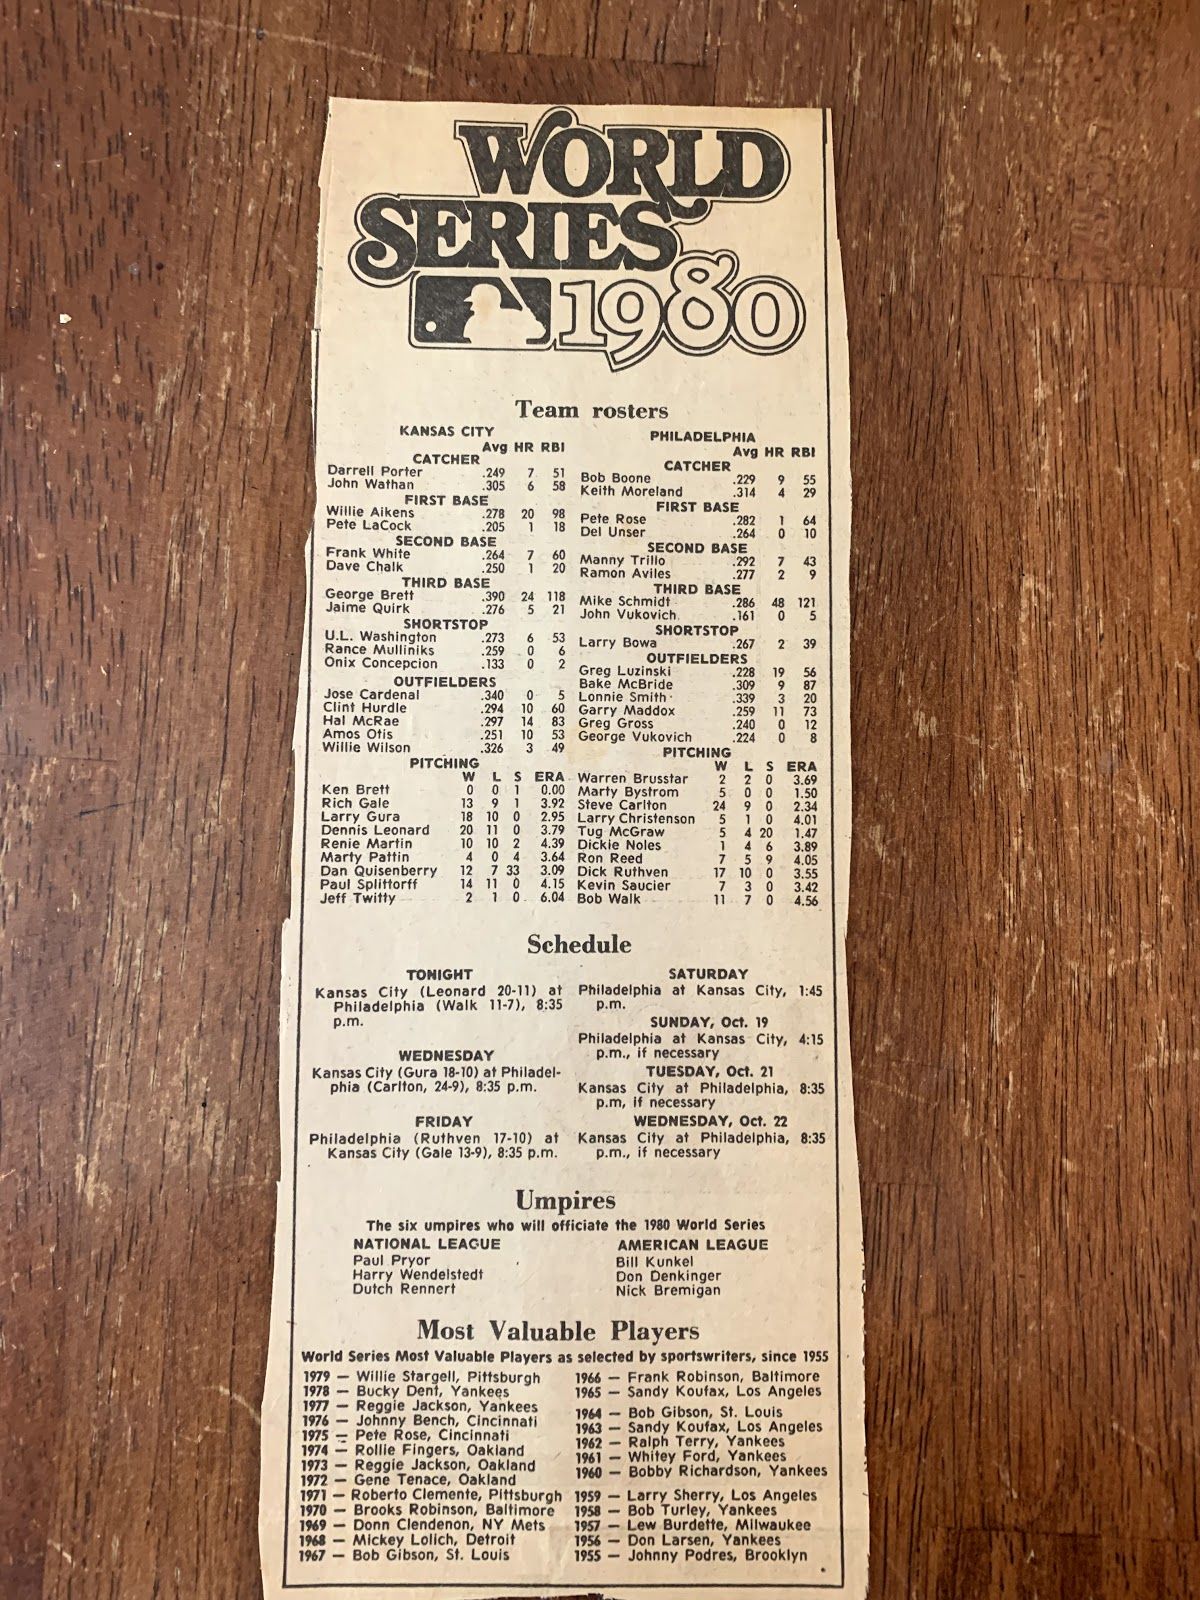 WORLD
SERIES
1980
Team rosters
KANSAS CITY
Avg HR RBI
CATCHER
Darrell Porter .249 7 51
John Wathan .305 6 58
FIRST BASE
Willie Aikens .278 20 98
Pete LaCock .205 1 18
SECOND BASE
Frank White .264 7 60
Dave Chalk .250 1 20
THIRD BASE
George Brett .390 24 118
Jaime Quirk .276 5 21
SHORTSTOP
U.L. Washington .273 6 53
Rance Mulliniks .259 0 6
Onix Concepcion .133 0 2
OUTFIELDERS
Jose Cardenal .340 0 5
Clint Hurdle .294 10 60
Hal McRae .297 14 83
Amos Otis .251 10 53
Willie Wilson .326 3 49
PITCHING
W L S ERA
Ken Brett 0 0 1 0.00
Rich Gale 13 9 1 3.92
Larry Gura 18 10 0 2.95
Dennis Leonard 20 11 0 3.79
Renie Martin 10 10 2 4.39
Marty Pattin 4 0 4 3.64
Dan Quisenberry 12 7 33 3.09
Paul Splittorff 14 11 0 4.15
Jeff Twitty 2 1 0 6.04
PHILADELPHIA
Avg HR RBI
CATCHER
Bob Boone .229 9 55
Keith Moreland .314 4 29
FIRST BASE
Pete Rose .282 1 64
Del Unser .264 0 10
SECOND BASE
Manny Trillo .292 7 43
Ramon Aviles .277 2 9
THIRD BASE
Mike Schmidt .286 48 121
John Vukovich .161 0 5
SHORTSTOP
Larry Bowa .267 2 39
OUTFIELDERS
Greg Luzinski .228 19 56
Bake McBride .309 9 87
Lonnie Smith .339 3 20
Garry Maddox .259 11 73
Greg Gross .240 0 12
George Vukovich .224 0 8
PITCHING
W L S ERA
Warren Brusstar 2 2 0 3.69
Marty Bystrom 5 0 0 1.50
Steve Carlton 24 9 0 2.34
Larry Christenson 5 1 0 4.01
Tug McGraw 5 4 20 1.47
Dickie Noles 1 4 6 3.89
Ron Reed 7 5 9 4.05
Dick Ruthven 17 10 0 3.55
Kevin Saucier 7 3 0 3.42
Bob Walk 11 7 0 4.56
Schedule
TONIGHT
Kansas City (Leonard 20-11) at
Philadelphia (Walk 11-7), 8:35
p.m.
WEDNESDAY
Kansas City (Gura 18-10) at Philadel-
phia (Carlton, 24-9), 8:35 p.m.
FRIDAY
Philadelphia (Ruthven 17-10) at
Kansas City (Gale 13-9), 8:35 p.m.
SATURDAY
Philadelphia at Kansas City, 1:45
p.m.
SUNDAY, Oct. 19
Philadelphia at Kansas City, 4:15
p.m., if necessary
TUESDAY, Oct. 21
Kansas City at Philadelphia, 8:35
p.m, if necessary
WEDNESDAY, Oct. 22
Kansas City at Philadelphia, 8:35
p.m., if necessary
Umpires
The six umpires who will officiate the 1980 World Series
NATIONAL LEAGUE
Paul Pryor
Harry Wendelstedt
Dutch Rennert
AMERICAN LEAGUE
Bill Kunkel
Don Denkinger
Nick Bremigan
Most Valuable Players
World Series Most Valuable Players as selected by sportswriters, since 1955
1979 — Willie Stargell, Pittsburgh
1978 — Bucky Dent, Yankees
1977 — Reggie Jackson, Yankees
1976 — Johnny Bench, Cincinnati
1975 — Pete Rose, Cincinnati
1974 — Rollie Fingers, Oakland
1973 — Reggie Jackson, Oakland
1972 — Gene Tenace, Oakland
1971 — Roberto Clemente, Pittsburgh
1970 — Brooks Robinson, Baltimore
1969 — Donn Clendenon, NY Mets
1968 — Mickey Lolich, Detroit
1967 — Bob Gibson, St. Louis
1966 — Frank Robinson, Baltimore
1965 — Sandy Koufax, Los Angeles
1964 — Bob Gibson, St. Louis
1963 — Sandy Koufax, Los Angeles
1962 — Ralph Terry, Yankees
1961 — Whitey Ford, Yankees
1960 — Bobby Richardson, Yankees
1959 — Larry Sherry, Los Angeles
1958 — Bob Turley, Yankees
1957 — Lew Burdette, Milwaukee
1956 — Don Larsen, Yankees
1955 — Johnny Podres, Brooklyn